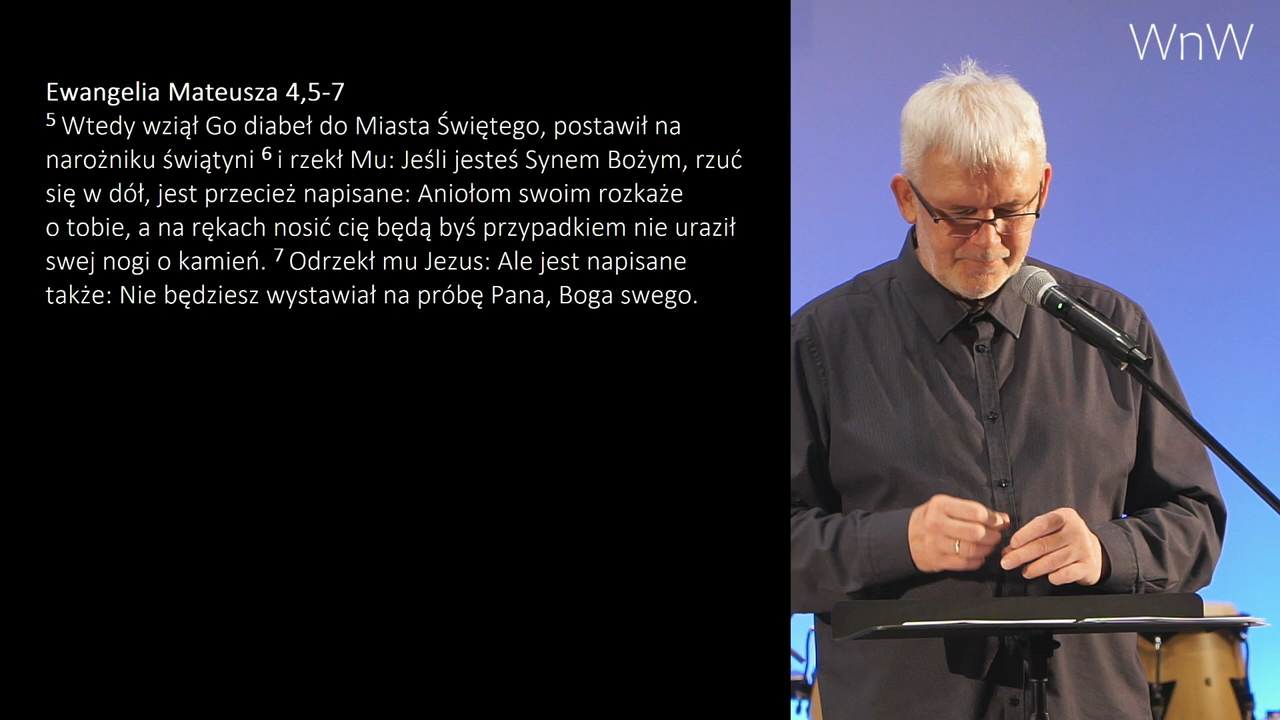 WnW
Ewangelia Mateusza 4,5-7
5 Wtedy wziął Go diabeł do Miasta Świętego, postawił na
narożniku świątyni 6 i rzekł Mu: Jeśli jesteś Synem Bożym, rzuć
się w dół, jest przecież napisane: Aniołom swoim rozkaże
o tobie, a na rękach nosić cię będą byś przypadkiem nie uraził
swej nogi o kamień. 7 Odrzekł mu Jezus: Ale jest napisane
także: Nie będziesz wystawiał na próbę Pana, Boga swego.